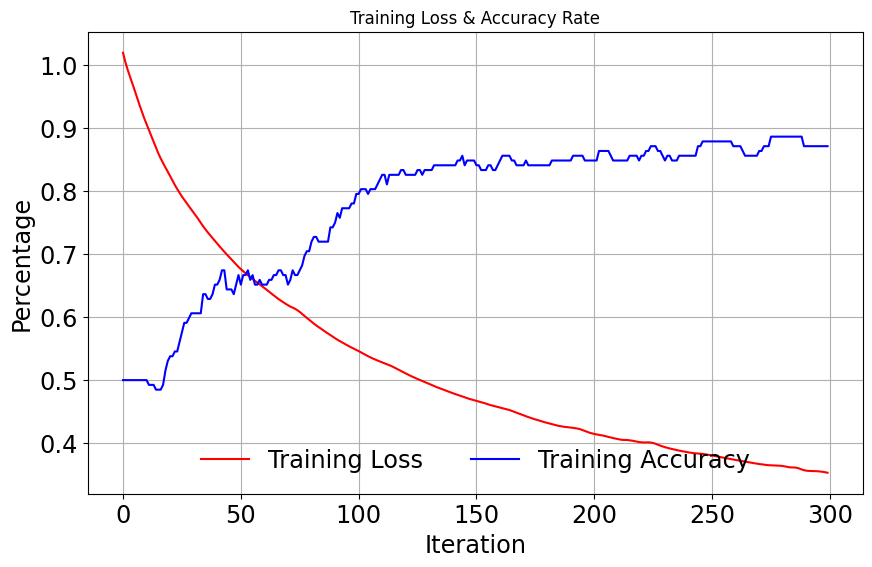 Training Loss & Accuracy Rate
Percentage
1.0
0.9
0.8
0.7
0.6
0.5
0.4
Training Loss
Training Accuracy
0 50 100 150 200 250 300
Iteration